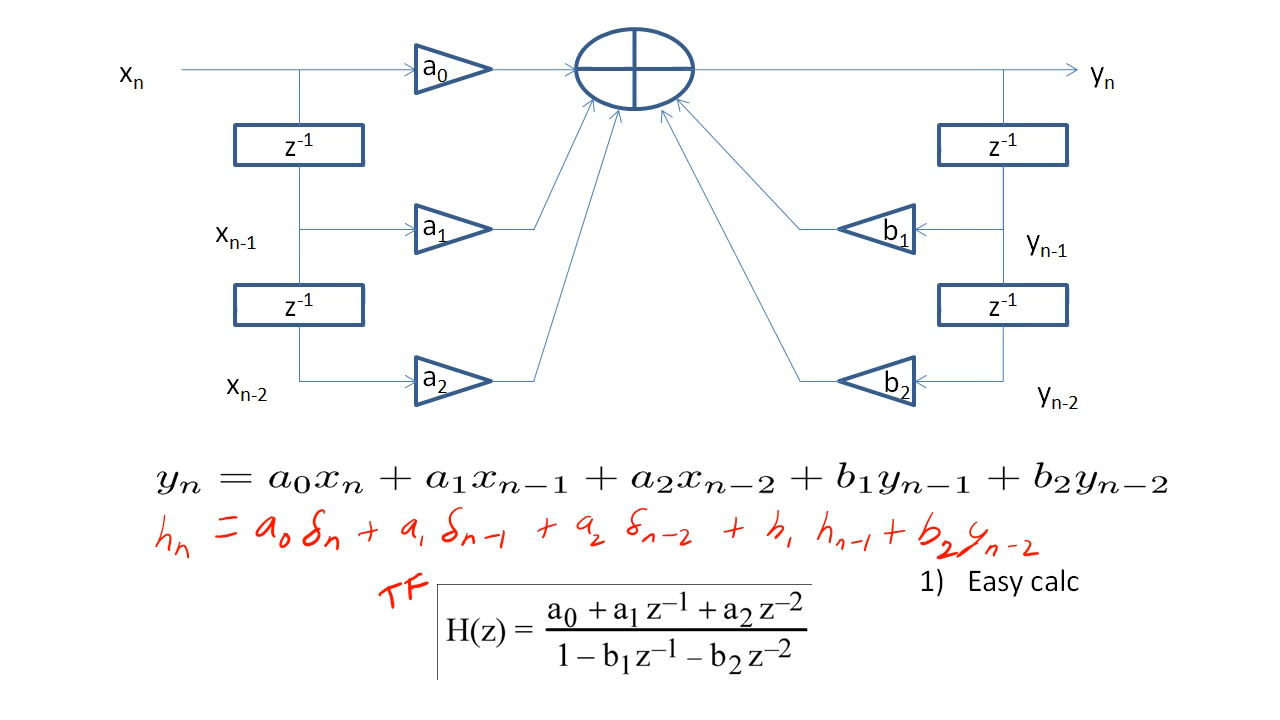 xₙ a₀ yₙ
z⁻¹ z⁻¹
xₙ₋₁ a₁ b₁ yₙ₋₁
z⁻¹ z⁻¹
xₙ₋₂ a₂ b₂ yₙ₋₂
yₙ = a₀xₙ + a₁xₙ₋₁ + a₂xₙ₋₂ + b₁yₙ₋₁ + b₂yₙ₋₂
hₙ = a₀ δₙ + a₁ δₙ₋₁ + a₂ δₙ₋₂ + b₁ hₙ₋₁ + b₂ yₙ₋₂
TF
1) Easy calc
H(z) = (a₀ + a₁ z⁻¹ + a₂ z⁻²) / (1 − b₁ z⁻¹ − b₂ z⁻²)